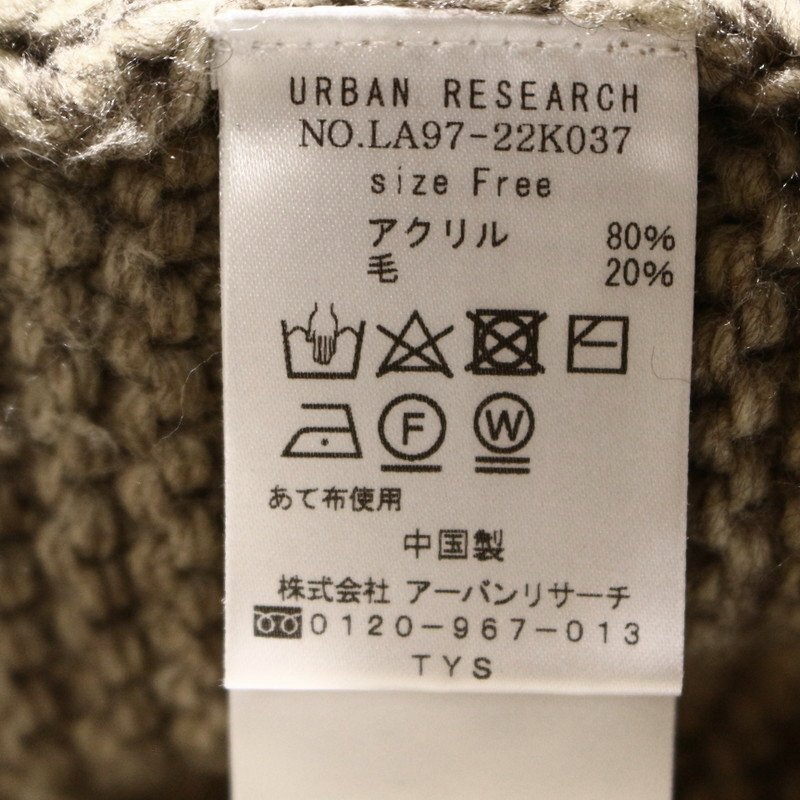 URBAN RESEARCH
NO.LA97-22K037
size Free
アクリル 80%
毛 20%
F W
あて布使用
中国製
株式会社 アーバンリサーチ
0120-967-013
TYS